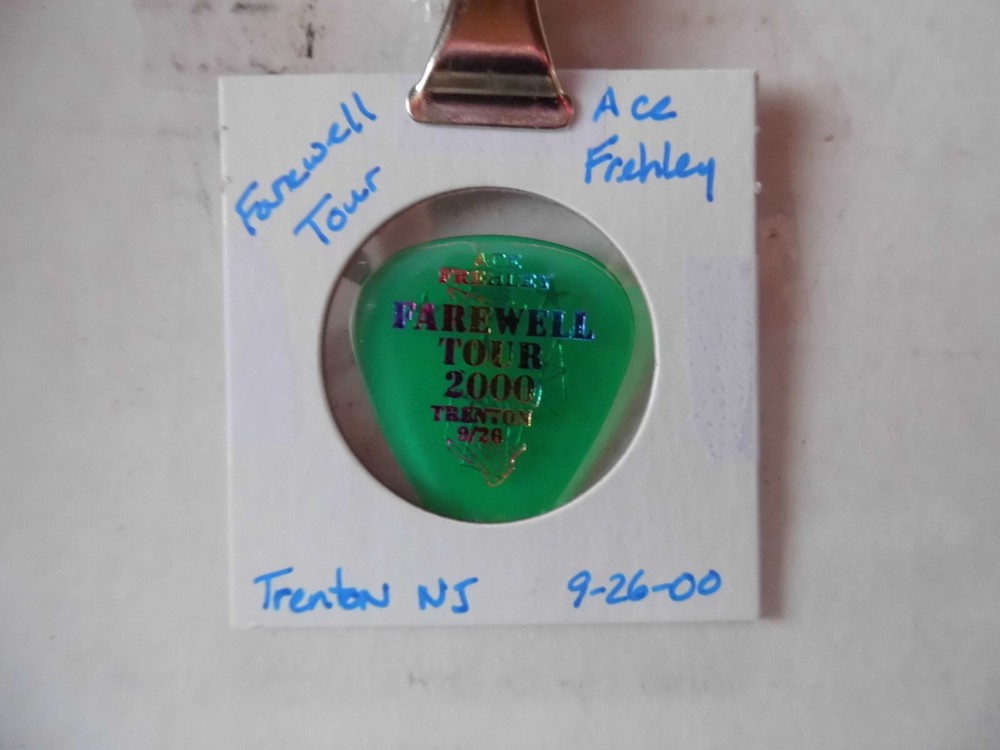 Farewell
Tour
Ace
Frehley
ACE
FREHLEY
FAREWELL
TOUR
2000
TRENTON
9/26
Trenton NJ
9-26-00